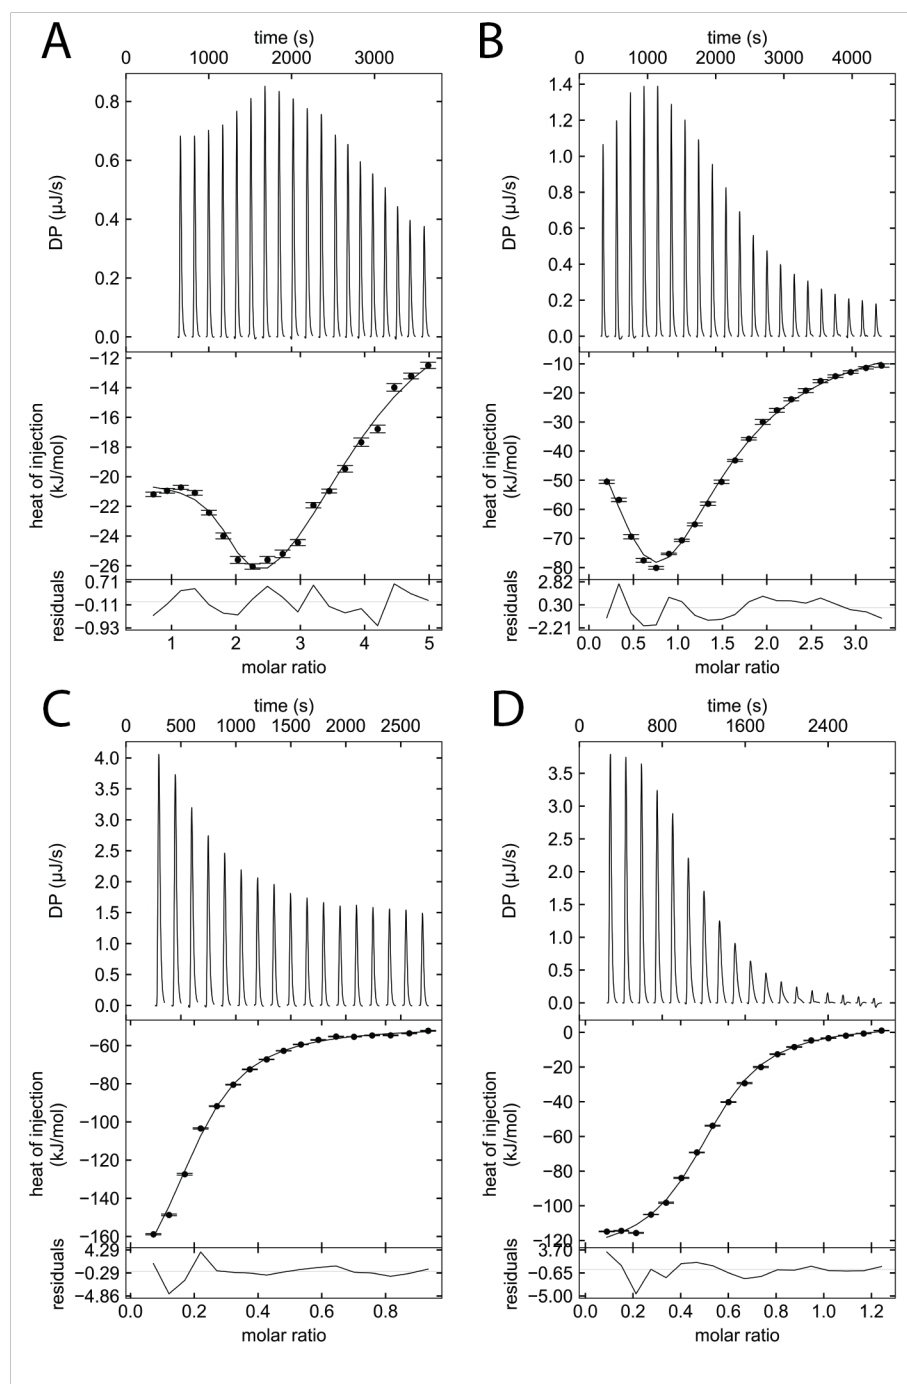 A
time (s)
0 1000 2000 3000
DP (μJ/s)
0.8
0.6
0.4
0.2
0.0
heat of injection
(kJ/mol)
−12
−14
−16
−18
−20
−22
−24
−26
residuals
0.71
−0.11
−0.93
1 2 3 4 5
molar ratio
B
time (s)
0 1000 2000 3000 4000
DP (μJ/s)
1.4
1.2
1.0
0.8
0.6
0.4
0.2
0.0
heat of injection
(kJ/mol)
−10
−20
−30
−40
−50
−60
−70
−80
residuals
2.82
0.30
−2.21
0.0 0.5 1.0 1.5 2.0 2.5 3.0
molar ratio
C
time (s)
0 500 1000 1500 2000 2500
DP (μJ/s)
4.0
3.5
3.0
2.5
2.0
1.5
1.0
0.5
0.0
heat of injection
(kJ/mol)
−60
−80
−100
−120
−140
−160
residuals
4.29
−0.29
−4.86
0.0 0.2 0.4 0.6 0.8
molar ratio
D
time (s)
0 800 1600 2400
DP (μJ/s)
3.5
3.0
2.5
2.0
1.5
1.0
0.5
0.0
heat of injection
(kJ/mol)
0
−20
−40
−60
−80
−100
−120
residuals
3.70
−0.65
−5.00
0.0 0.2 0.4 0.6 0.8 1.0 1.2
molar ratio